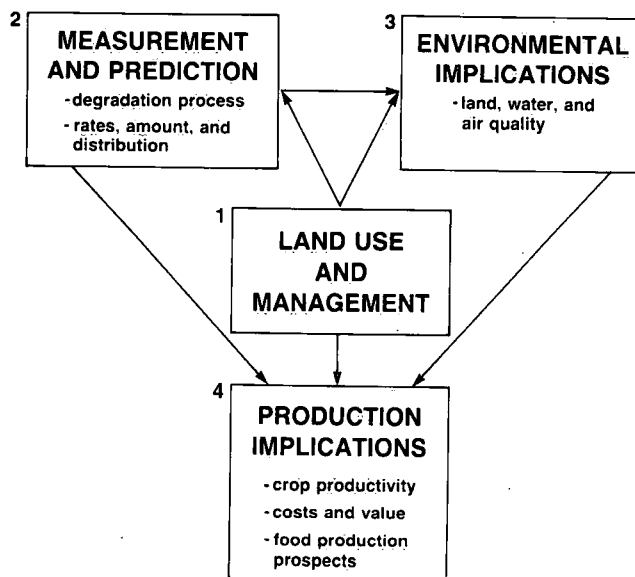 2
MEASUREMENT
AND PREDICTION
-degradation process
-rates, amount, and
distribution
3
ENVIRONMENTAL
IMPLICATIONS
-land, water, and
air quality
1
LAND USE
AND
MANAGEMENT
4
PRODUCTION
IMPLICATIONS
-crop productivity
-costs and value
-food production
prospects